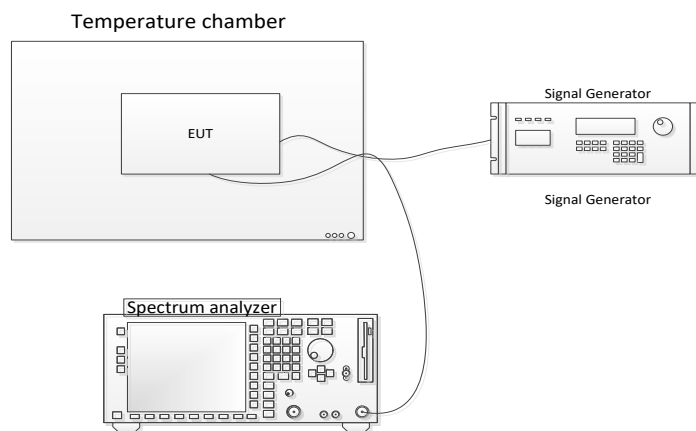 Temperature chamber
Signal Generator
EUT
Signal Generator
Spectrum analyzer